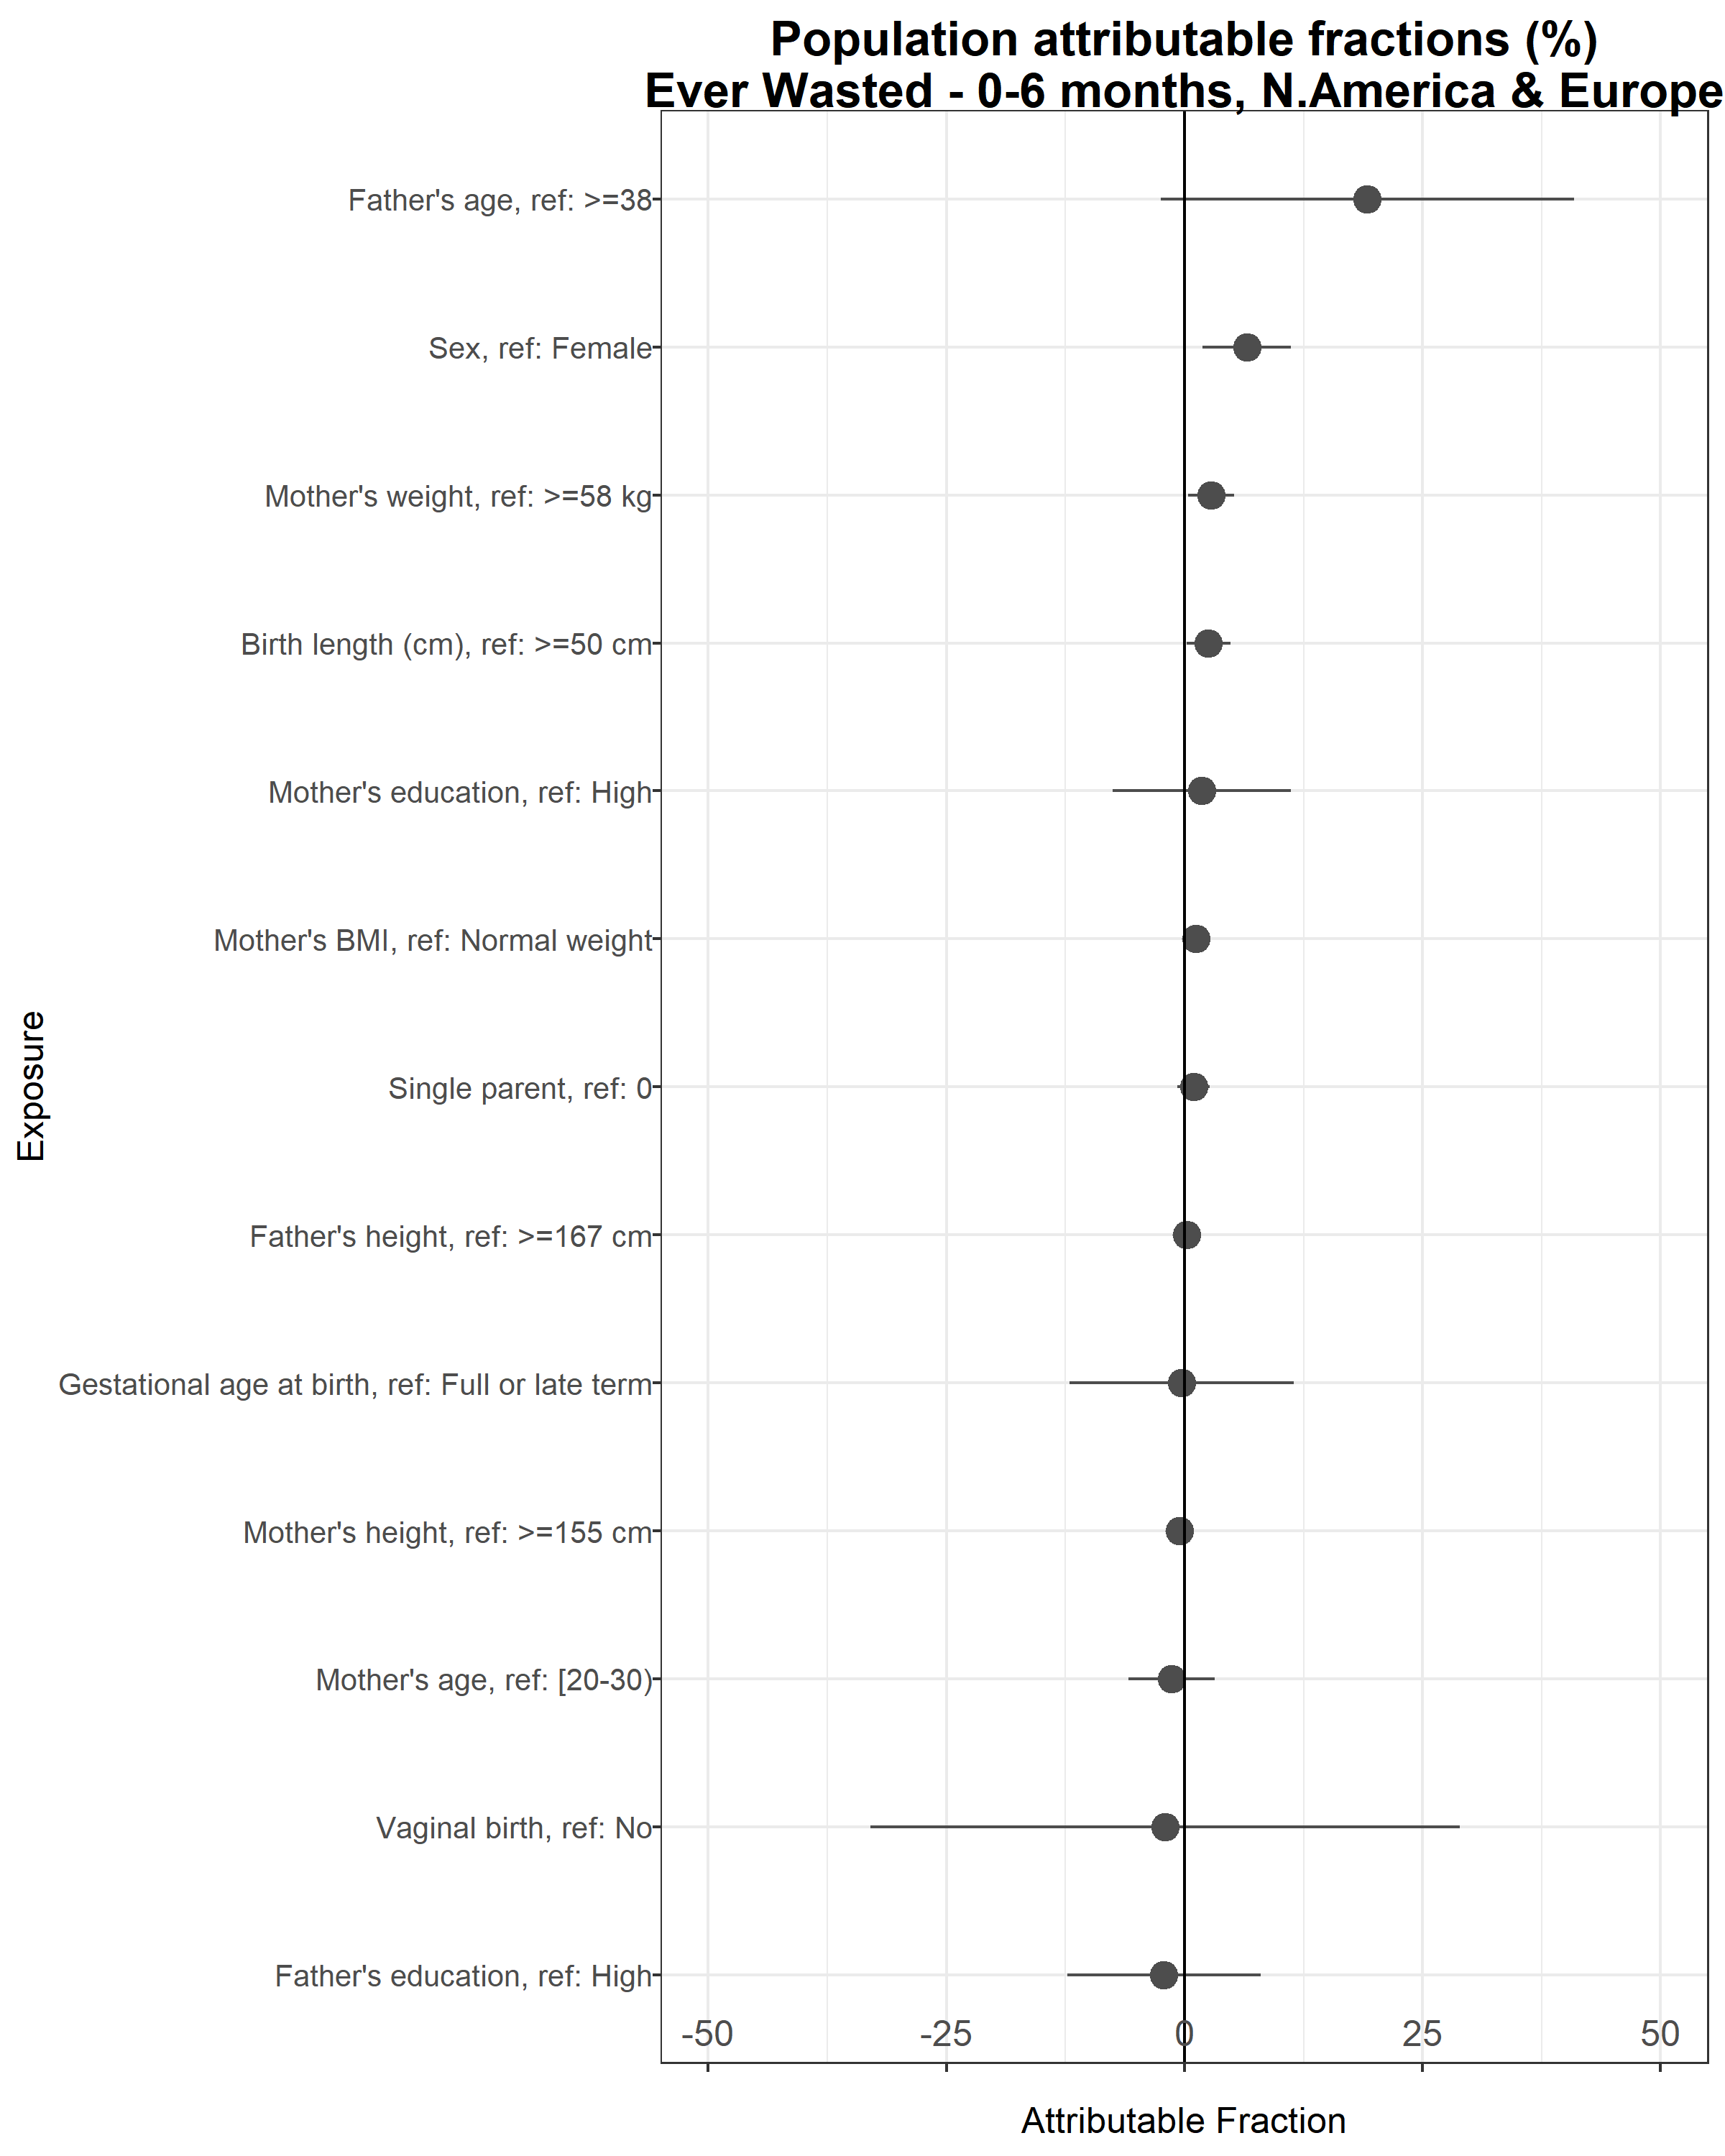 Population attributable fractions (%)
Ever Wasted - 0-6 months, N.America & Europe
Father's age, ref: >=38
Sex, ref: Female
Mother's weight, ref: >=58 kg
Birth length (cm), ref: >=50 cm
Mother's education, ref: High
Mother's BMI, ref: Normal weight
Single parent, ref: 0
Father's height, ref: >=167 cm
Gestational age at birth, ref: Full or late term
Mother's height, ref: >=155 cm
Mother's age, ref: [20-30)
Vaginal birth, ref: No
Father's education, ref: High
Exposure
-50 -25 0 25 50
Attributable Fraction